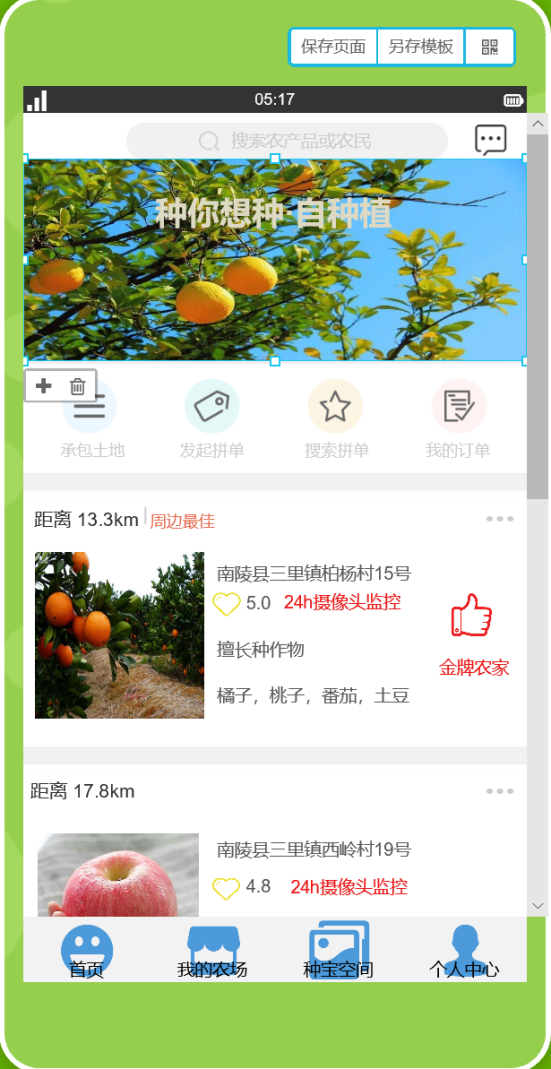 保存页面 另存模板
05:17
搜索农产品或农民
种你想种·自种植
承包土地 发起拼单 搜索拼单 我的订单
距离 13.3km 周边最佳
南陵县三里镇柏杨村15号
5.0 24h摄像头监控
擅长种作物
金牌农家
橘子，桃子，番茄，土豆
距离 17.8km
南陵县三里镇西岭村19号
4.8 24h摄像头监控
首页 我的农场 种宝空间 个人中心